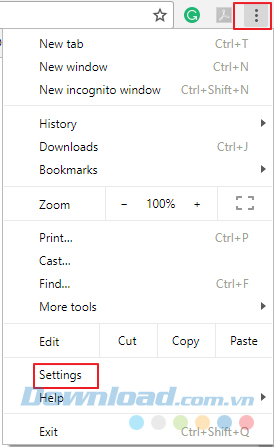 New tab Ctrl+T
New window Ctrl+N
New incognito window Ctrl+Shift+N
History
Downloads Ctrl+J
Bookmarks
Zoom − 100% +
Print... Ctrl+P
Cast...
Find... Ctrl+F
More tools
Edit Cut Copy Paste
Settings
Help
Download.com.vn
Exit Ctrl+Shift+Q